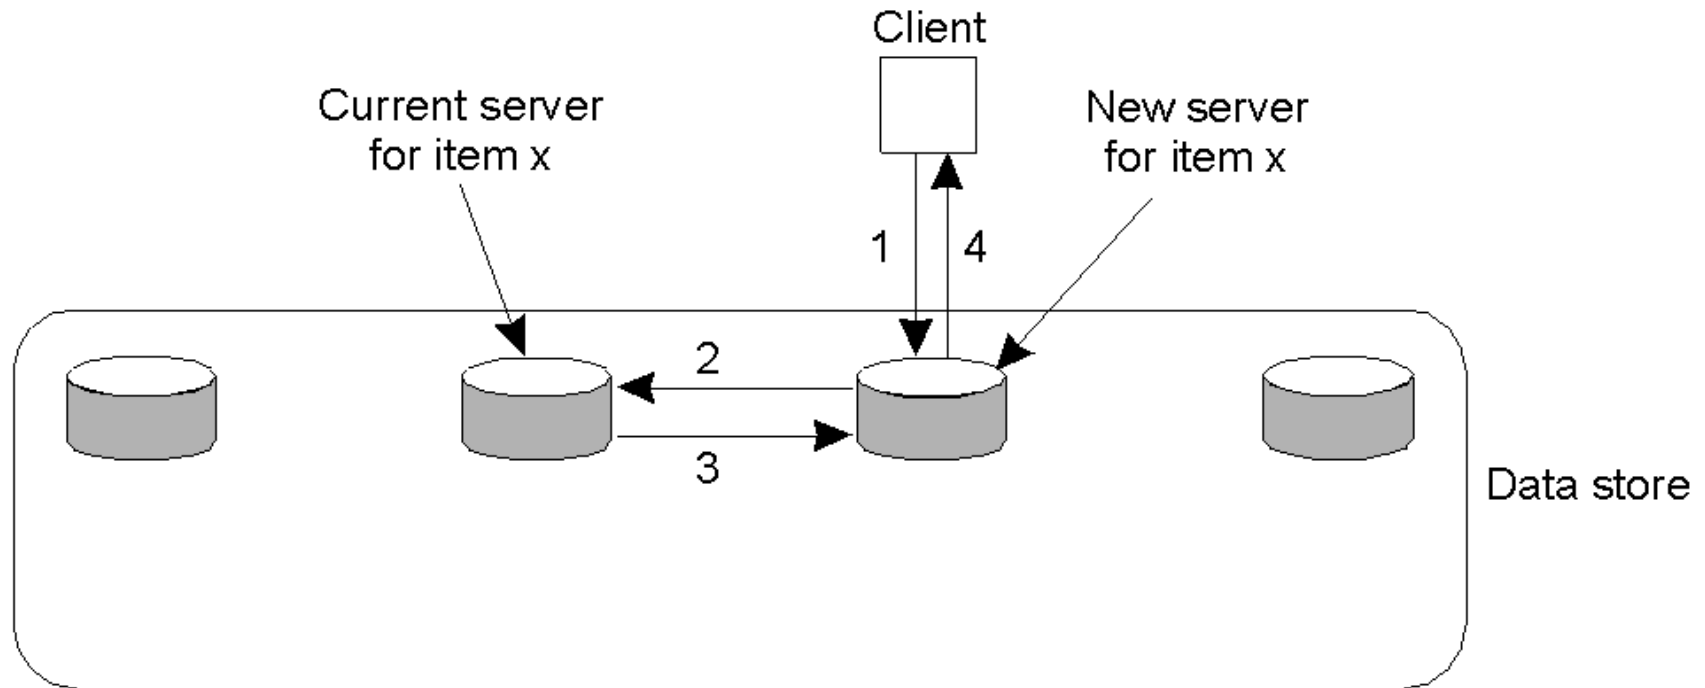 Client
Current server
for item x
New server
for item x
1
4
2
3
Data store